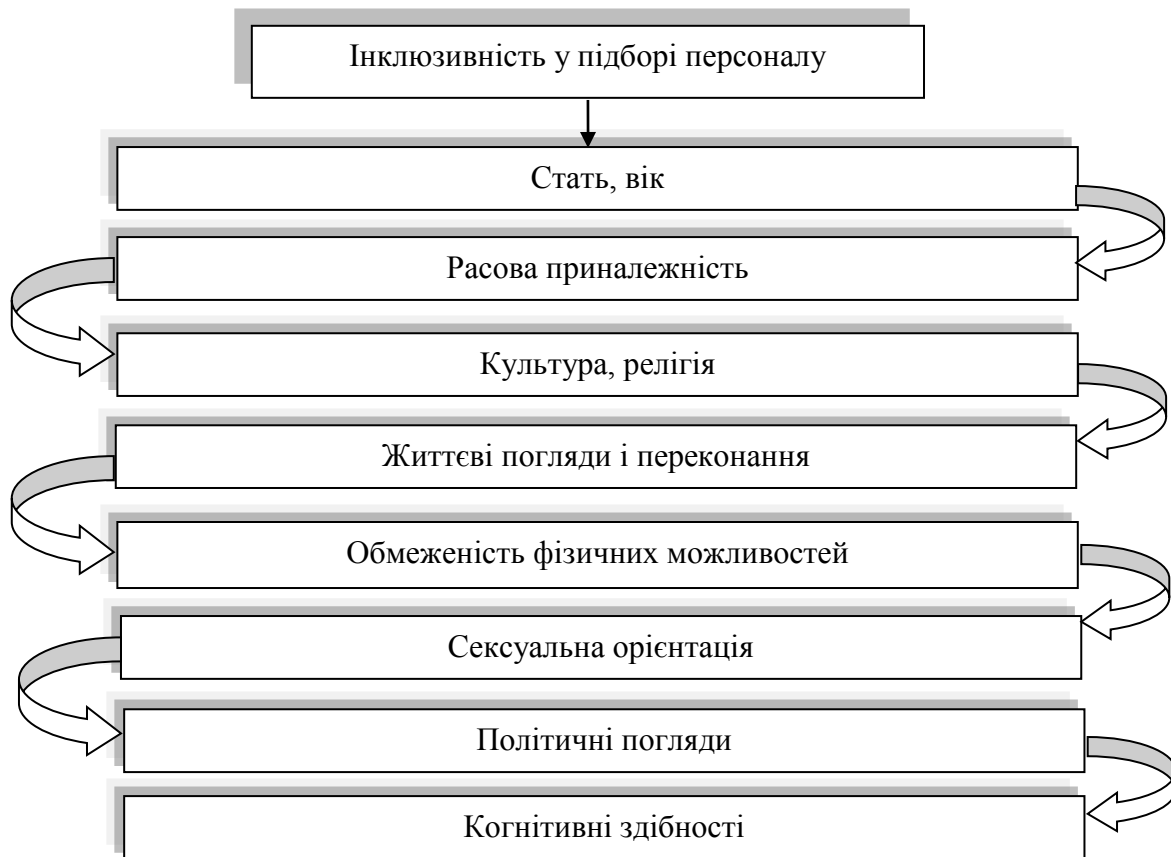 Інклюзивність у підборі персоналу
Стать, вік
Расова приналежність
Культура, релігія
Життєві погляди і переконання
Обмеженість фізичних можливостей
Сексуальна орієнтація
Політичні погляди
Когнітивні здібності